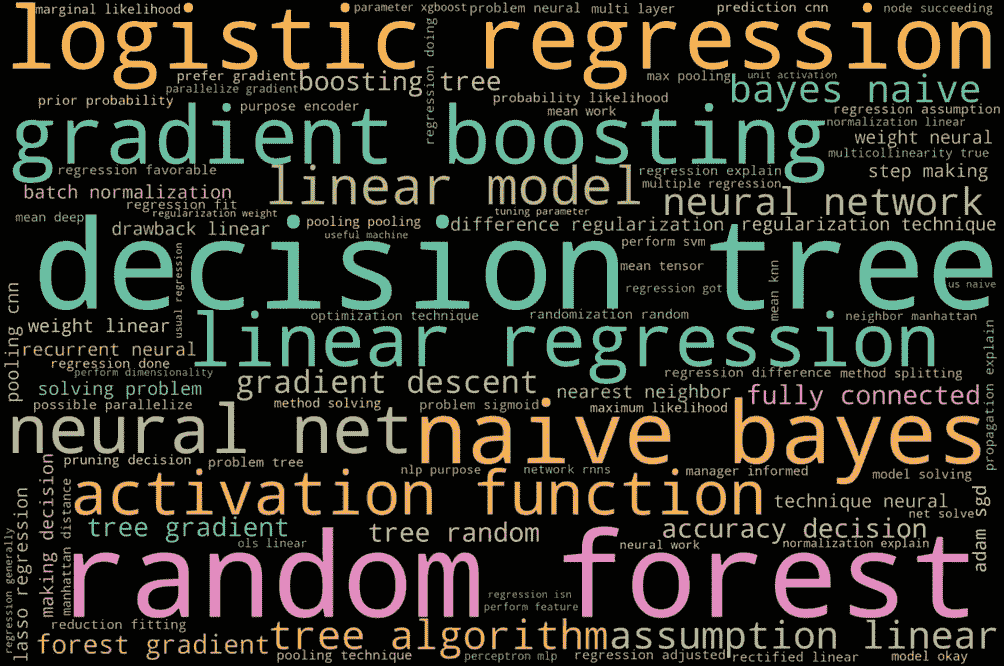 marginal likelihood
parameter xgboost
problem neural
multi layer
prediction cnn
node succeeding
logistic regression
prefer gradient
parallelize gradient
boosting tree
regression doing
max pooling
unit activation
bayes naive
prior probability
purpose encoder
probability likelihood
mean work
regression assumption
normalization linear
gradient boosting
weight neural
multicollinearity true
regression favorable
linear model
regression explain
multiple regression
step making
batch normalization
regression fit
regularization weight
neural network
mean deep
drawback linear
pooling pooling
useful machine
tuning parameter
difference regularization
regularization technique
decision tree
perform svm
mean tensor
regression got
mean knn
us naive
usual regression
pooling cnn
optimization technique
randomization random
neighbor manhattan
weight linear
linear regression
recurrent neural
regression done
perform dimensionality
regression difference
method splitting
solving problem
gradient descent
nearest neighbor
fully connected
propagation explain
possible parallelize
method solving
problem sigmoid
maximum likelihood
neural net
naive bayes
pruning decision
problem tree
nlp purpose
network rnns
manager informed
model solving
making decision
manhattan distance
activation function
technique neural
net solve
adam sgd
lasso regression
regression generally
tree gradient
tree random
accuracy decision
ols linear
neural work
normalization explain
random forest
regression isn
perform feature
reduction fitting
forest gradient
tree algorithm
assumption linear
pooling technique
perceptron mlp
regression adjusted
rectified linear
model okay